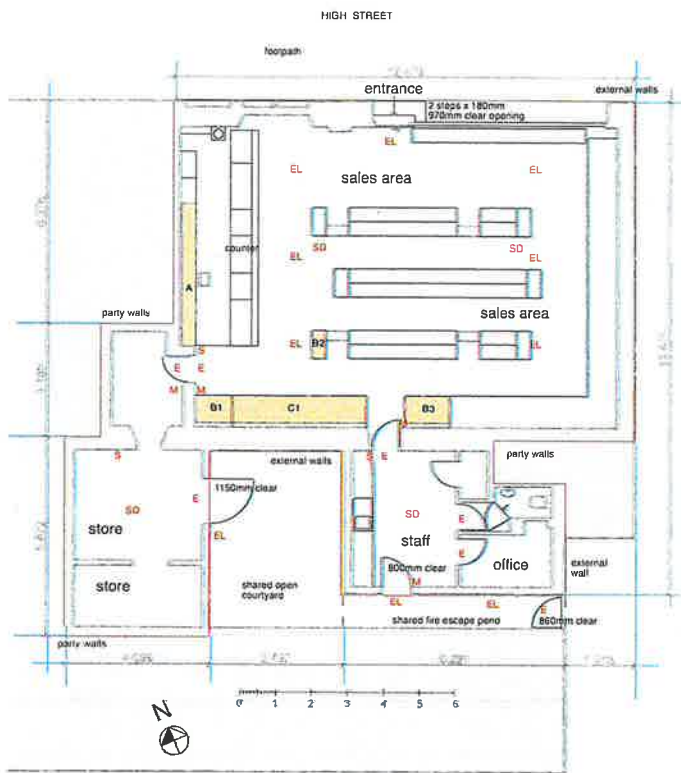 HIGH STREET
footpath
entrance
external walls
2 steps x 180mm
970mm clear opening
EL
EL
sales area
EL
counter
SD
SD
EL
EL
A
sales area
party walls
EL
B2
EL
S
E
E
M
M
B1
C1
B3
M
S
external walls
S
E
party walls
1150mm clear
E
SD
SD
E
store
EL
staff
E
office
external
wall
800mm clear
M
store
shared open
courtyard
EL
EL
E
shared fire escape pend
860mm clear
party walls
N
0 1 2 3 4 5 6